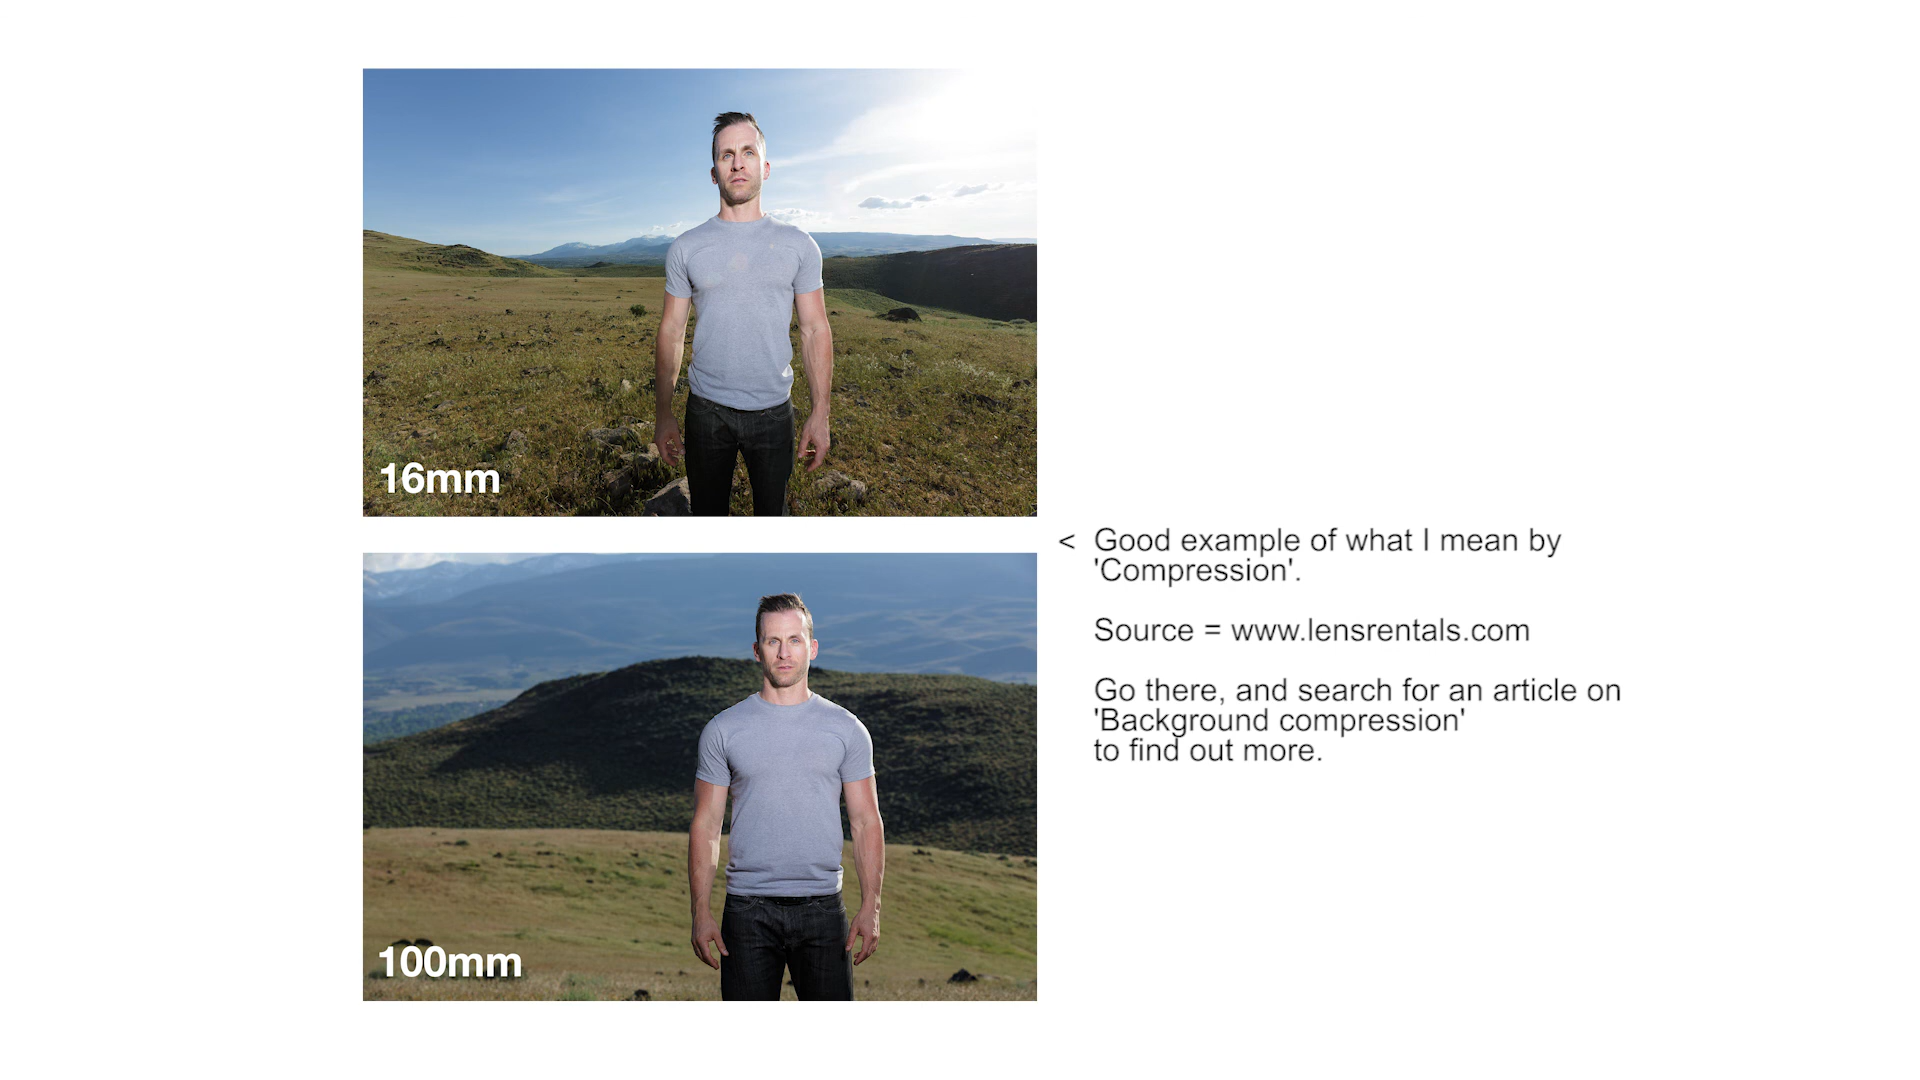 16mm
< Good example of what I mean by
'Compression'.
Source = www.lensrentals.com
Go there, and search for an article on
'Background compression'
to find out more.
100mm